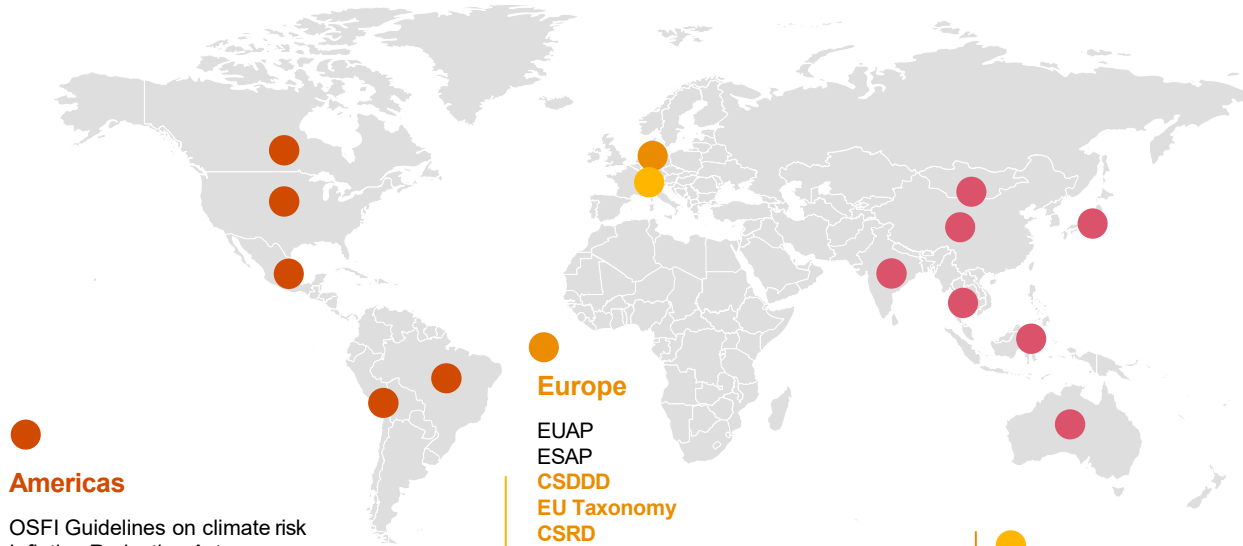 Europe
EUAP
ESAP
CSDDD
EU Taxonomy
CSRD
Americas
OSFI Guidelines on climate risk